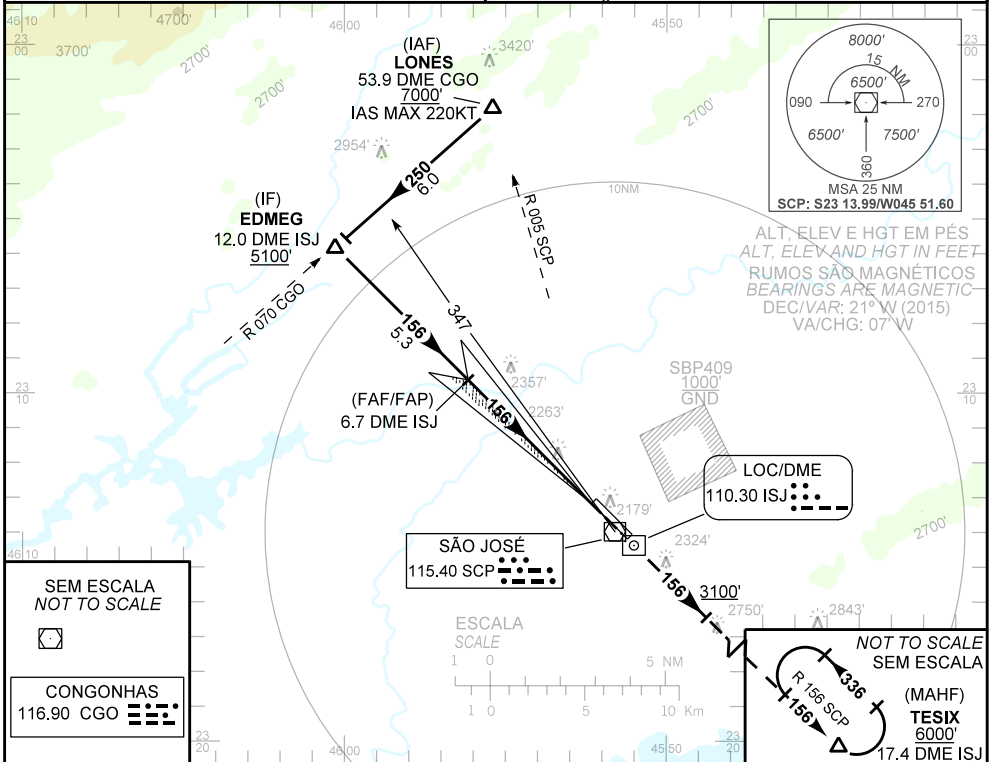 46 10
4700'
46 00
45 50
23 00
3700'
2700'
2700'
(IAF)
LONES
53.9 DME CGO
7000'
IAS MAX 220KT
3420'
2700'
23 00
8000'
15 NM
6500'
090
270
6500'
7500'
360
MSA 25 NM
SCP: S23 13.99/W045 51.60
2954'
250
6.0
(IF)
EDMEG
12.0 DME ISJ
5100'
R 070 CGO
R 005 SCP
10NM
ALT, ELEV E HGT EM PÉS
ALT, ELEV AND HGT IN FEET
RUMOS SÃO MAGNÉTICOS
BEARINGS ARE MAGNETIC
DEC/VAR: 21° W (2015)
VA/CHG: 07' W
347
156
5.3
23 10
2357'
SBP409
1000'
GND
23 10
(FAF/FAP)
6.7 DME ISJ
156
2263'
LOC/DME
110.30 ISJ
2179'
SÃO JOSÉ
115.40 SCP
2324'
2700'
46 10
156
3100'
2750'
2843'
SEM ESCALA
NOT TO SCALE
CONGONHAS
116.90 CGO
ESCALA
SCALE
1 0 5 NM
1 0 5 10 Km
NOT TO SCALE
SEM ESCALA
336
R 156 SCP
156
(MAHF)
TESIX
6000'
17.4 DME ISJ
23 20
46 00
45 50
23 20